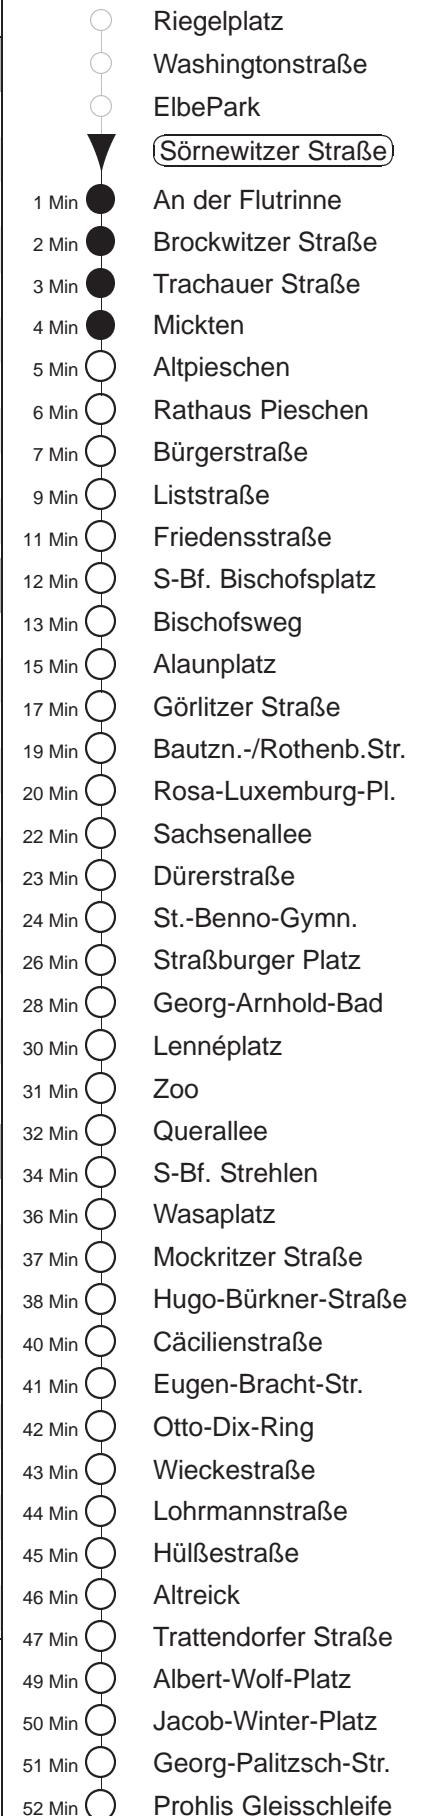 Riegelplatz
Washingtonstraße
ElbePark
Sörnewitzer Straße
1 Min An der Flutrinne
2 Min Brockwitzer Straße
3 Min Trachauer Straße
4 Min Mickten
5 Min Altpieschen
6 Min Rathaus Pieschen
7 Min Bürgerstraße
9 Min Liststraße
11 Min Friedensstraße
12 Min S-Bf. Bischofsplatz
13 Min Bischofsweg
15 Min Alaunplatz
17 Min Görlitzer Straße
19 Min Bautzn.-/Rothenb.Str.
20 Min Rosa-Luxemburg-Pl.
22 Min Sachsenallee
23 Min Dürerstraße
24 Min St.-Benno-Gymn.
26 Min Straßburger Platz
28 Min Georg-Arnhold-Bad
30 Min Lennéplatz
31 Min Zoo
32 Min Querallee
34 Min S-Bf. Strehlen
36 Min Wasaplatz
37 Min Mockritzer Straße
38 Min Hugo-Bürkner-Straße
40 Min Cäcilienstraße
41 Min Eugen-Bracht-Str.
42 Min Otto-Dix-Ring
43 Min Wieckestraße
44 Min Lohrmannstraße
45 Min Hülßestraße
46 Min Altreick
47 Min Trattendorfer Straße
49 Min Albert-Wolf-Platz
50 Min Jacob-Winter-Platz
51 Min Georg-Palitzsch-Str.
52 Min Prohlis Gleisschleife